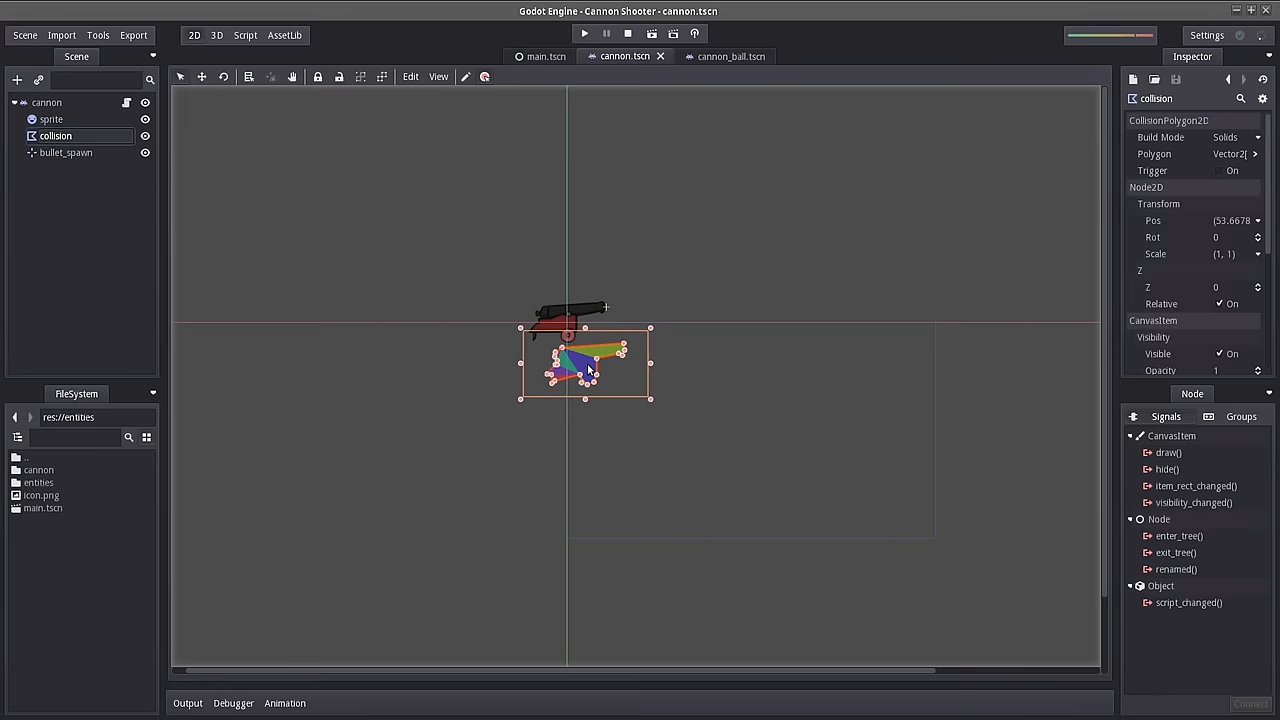 Godot Engine - Cannon Shooter - cannon.tscn
Scene Import Tools Export
2D 3D Script AssetLib
Settings
Scene
main.tscn cannon.tscn cannon_ball.tscn
Inspector
Edit View
cannon
sprite
collision
bullet_spawn
collision
CollisionPolygon2D
Build Mode Solids
Polygon Vector2[
Trigger On
Node2D
Transform
Pos (53.6678
Rot 0
Scale (1, 1)
Z
Z 0
Relative On
CanvasItem
Visibility
Visible On
Opacity 1
FileSystem
res://entities
..
cannon
entities
icon.png
main.tscn
Node
Signals Groups
CanvasItem
draw()
hide()
item_rect_changed()
visibility_changed()
Node
enter_tree()
exit_tree()
renamed()
Object
script_changed()
Connect
Output Debugger Animation